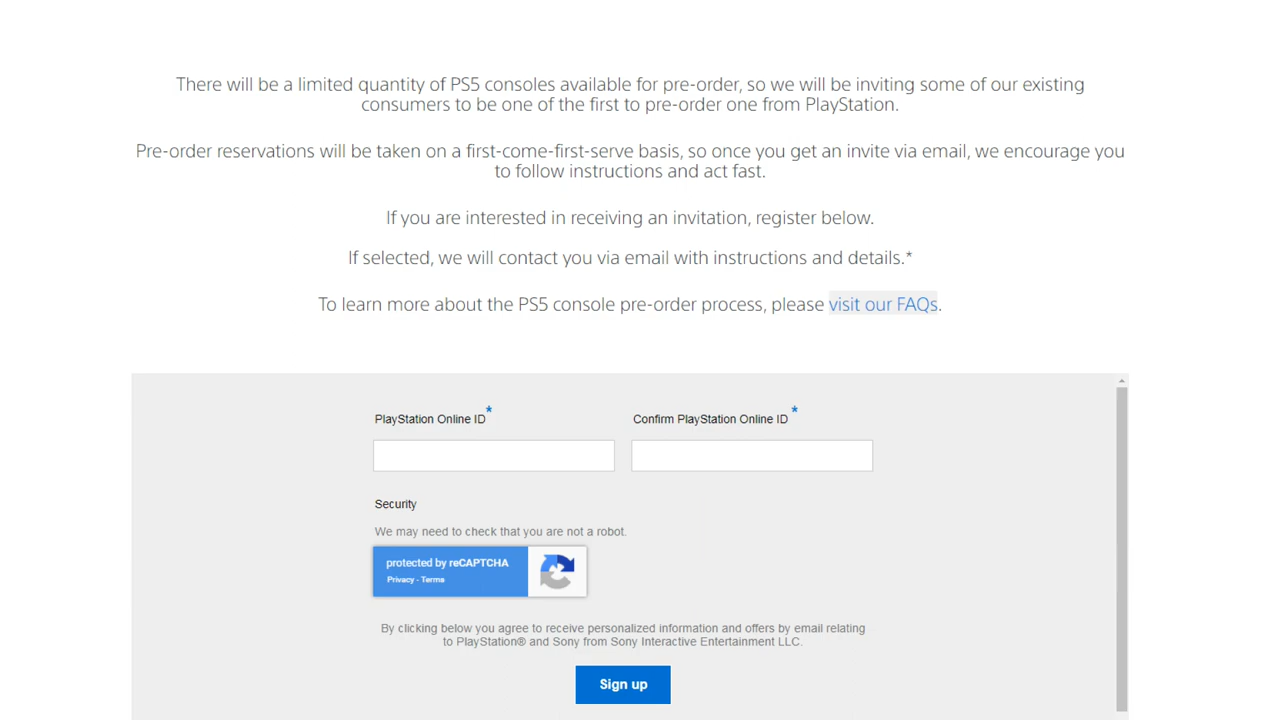 There will be a limited quantity of PS5 consoles available for pre-order, so we will be inviting some of our existing
consumers to be one of the first to pre-order one from PlayStation.
Pre-order reservations will be taken on a first-come-first-serve basis, so once you get an invite via email, we encourage you
to follow instructions and act fast.
If you are interested in receiving an invitation, register below.
If selected, we will contact you via email with instructions and details.*
To learn more about the PS5 console pre-order process, please visit our FAQs.
PlayStation Online ID* Confirm PlayStation Online ID*
Security
We may need to check that you are not a robot.
protected by reCAPTCHA
Privacy - Terms
By clicking below you agree to receive personalized information and offers by email relating
to PlayStation® and Sony from Sony Interactive Entertainment LLC.
Sign up